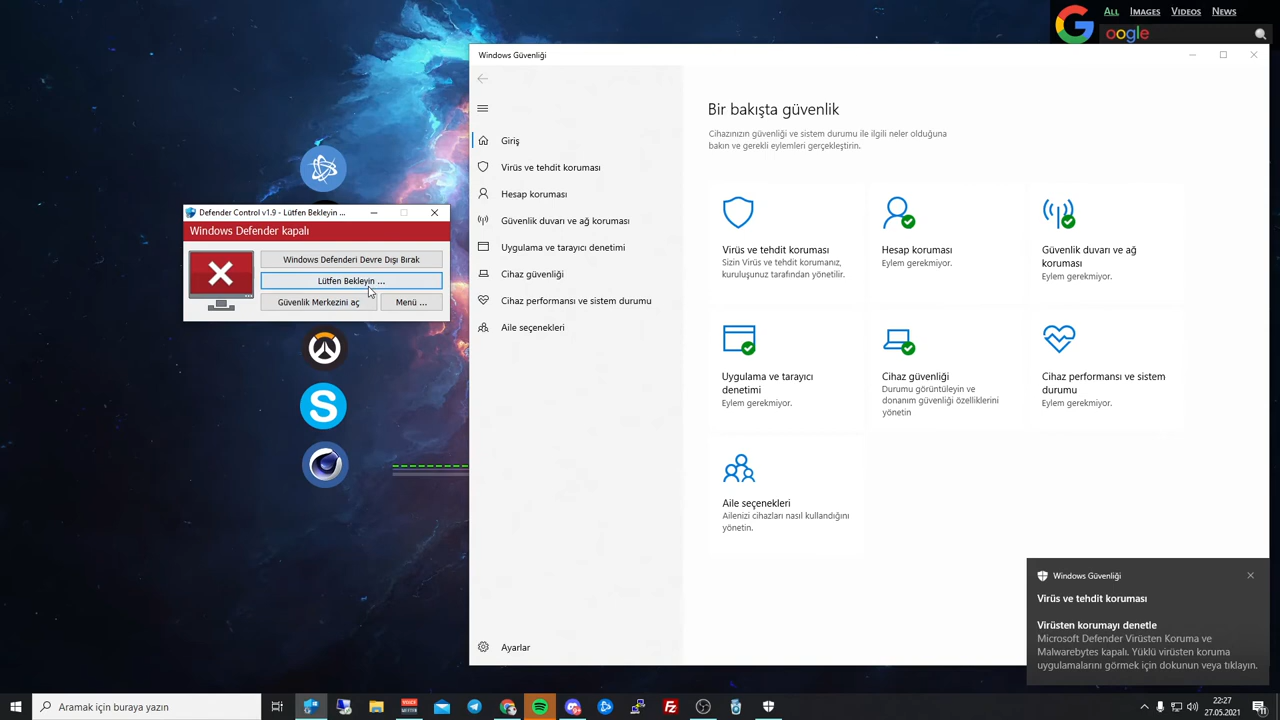 ALL IMAGES VIDEOS NEWS
oogle
Windows Güvenliği
Bir bakışta güvenlik
Cihazınızın güvenliği ve sistem durumu ile ilgili neler olduğuna
bakın ve gerekli eylemleri gerçekleştirin.
Giriş
Virüs ve tehdit koruması
Hesap koruması
Güvenlik duvarı ve ağ koruması
Uygulama ve tarayıcı denetimi
Cihaz güvenliği
Cihaz performansı ve sistem durumu
Aile seçenekleri
Ayarlar
Defender Control v1.9 - Lütfen Bekleyin ...
Windows Defender kapalı
Windows Defenderi Devre Dışı Bırak
Lütfen Bekleyin ...
Güvenlik Merkezini aç
Menü ...
Virüs ve tehdit koruması
Sizin Virüs ve tehdit korumanız,
kuruluşunuz tarafından yönetilir.
Hesap koruması
Eylem gerekmiyor.
Güvenlik duvarı ve ağ
koruması
Eylem gerekmiyor.
Uygulama ve tarayıcı
denetimi
Eylem gerekmiyor.
Cihaz güvenliği
Durumu görüntüleyin ve
donanım güvenliği özelliklerini
yönetin
Cihaz performansı ve sistem
durumu
Eylem gerekmiyor.
Aile seçenekleri
Ailenizi cihazları nasıl kullandığını
yönetin.
Windows Güvenliği
Virüs ve tehdit koruması
Virüsten korumayı denetle
Microsoft Defender Virüsten Koruma ve
Malwarebytes kapalı. Yüklü virüsten koruma
uygulamalarını görmek için dokunun veya tıklayın.
Aramak için buraya yazın
22:27
27.05.2021